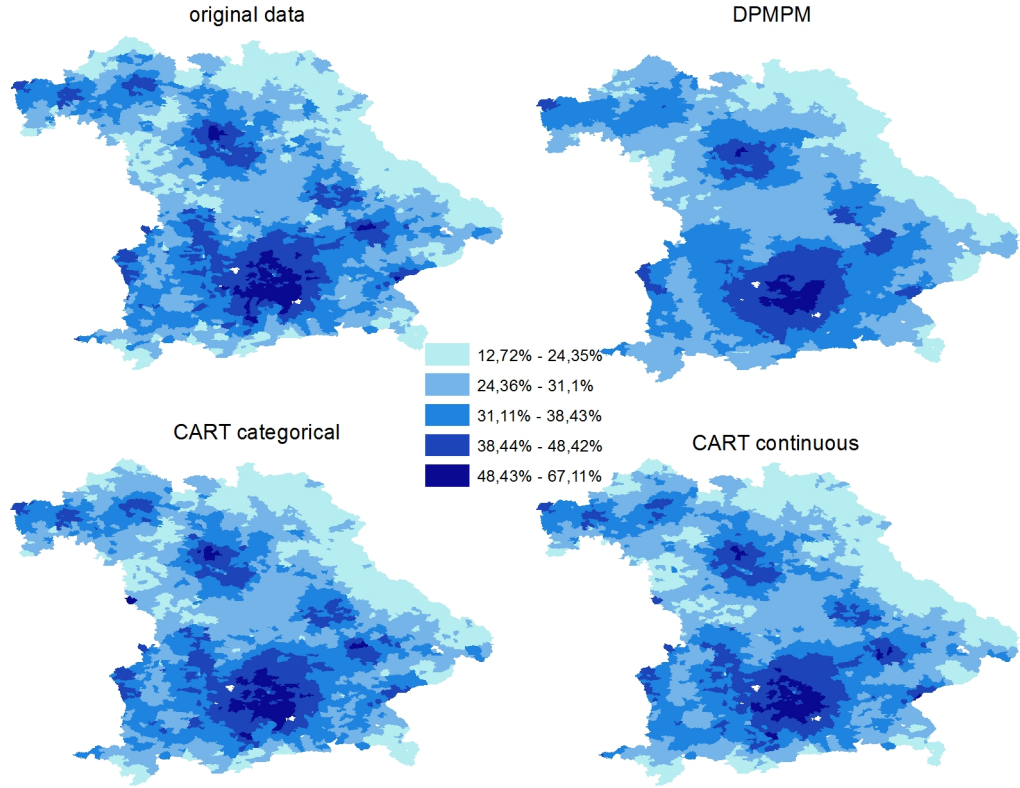 original data
DPMPM
12,72% - 24,35%
24,36% - 31,1%
31,11% - 38,43%
38,44% - 48,42%
48,43% - 67,11%
CART categorical
CART continuous